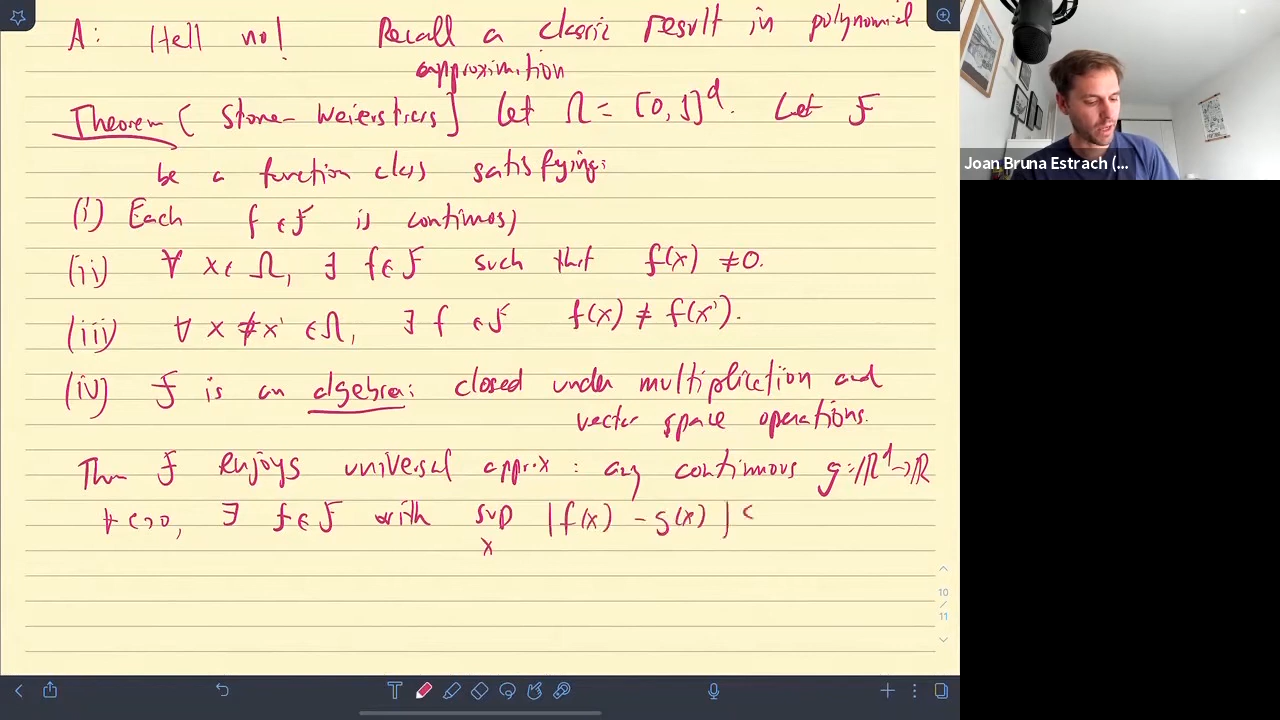 A: Hell no! Recall a classic result in polynomial
approximation
Theorem [Stone-Weierstrass] Let Ω = [0,1]^d. Let F
be a function class satisfying:
(i) Each f ∈ F is continuous,
(ii) ∀ x ∈ Ω, ∃ f ∈ F such that f(x) ≠ 0.
(iii) ∀ x ≠ x' ∈ Ω, ∃ f ∈ F f(x) ≠ f(x').
(iv) F is an algebra: closed under multiplication and
vector space operations.
Then F enjoys universal approx: any continuous g: ℝ^d → ℝ
∀ ε > 0, ∃ f ∈ F with sup |f(x) - g(x)| <
x
Joan Bruna Estrach (...
10
/
11
T